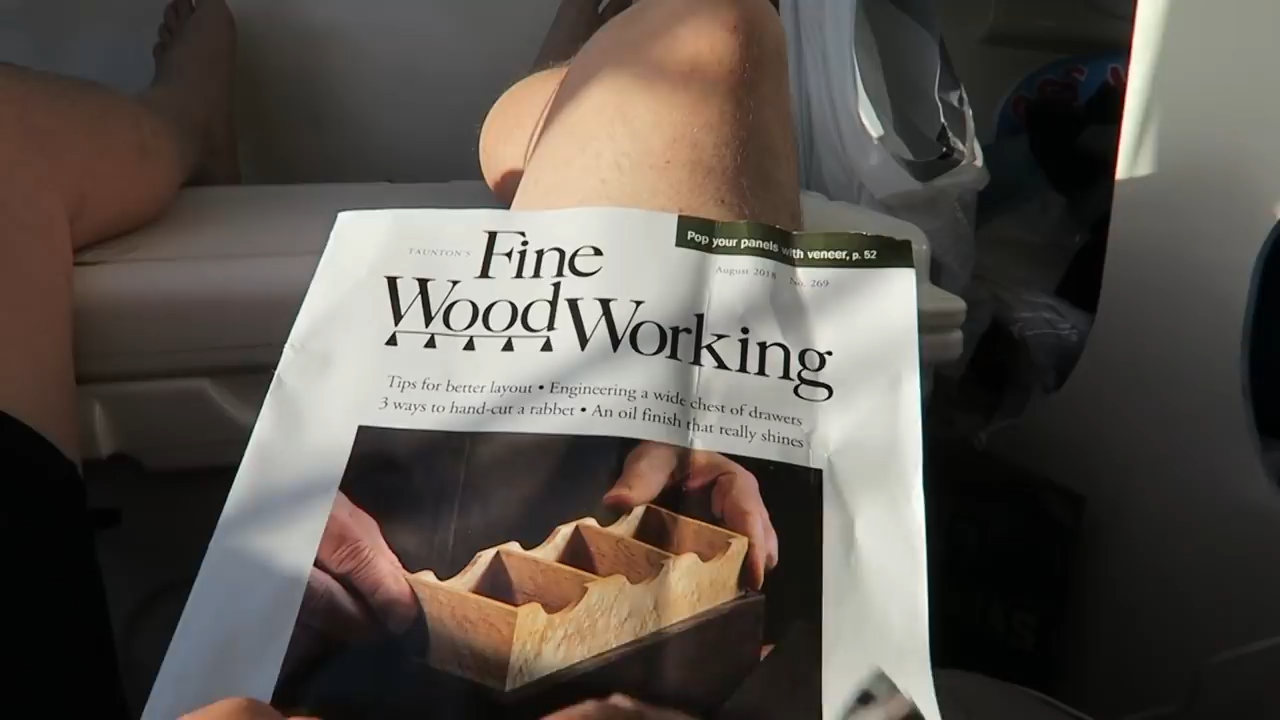 Pop your panels with veneer, p. 52
TAUNTON'S
Fine
WoodWorking
August 2018 No. 269
Tips for better layout • Engineering a wide chest of drawers
3 ways to hand-cut a rabbet • An oil finish that really shines